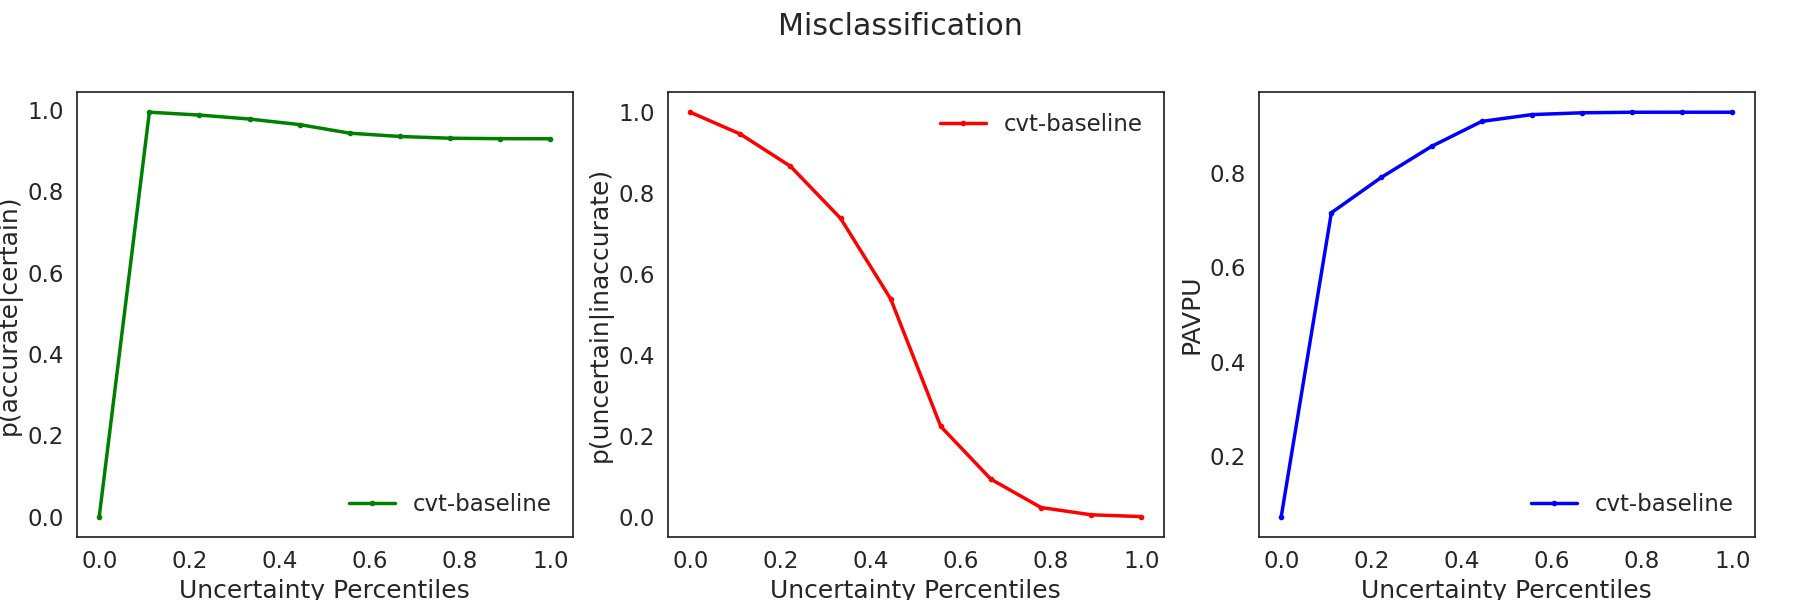 Misclassification
p(accurate|certain)
1.0
0.8
0.6
0.4
0.2
0.0
cvt-baseline
0.0 0.2 0.4 0.6 0.8 1.0
Uncertainty Percentiles
p(uncertain|inaccurate)
1.0
0.8
0.6
0.4
0.2
0.0
cvt-baseline
0.0 0.2 0.4 0.6 0.8 1.0
Uncertainty Percentiles
PAVPU
0.8
0.6
0.4
0.2
cvt-baseline
0.0 0.2 0.4 0.6 0.8 1.0
Uncertainty Percentiles